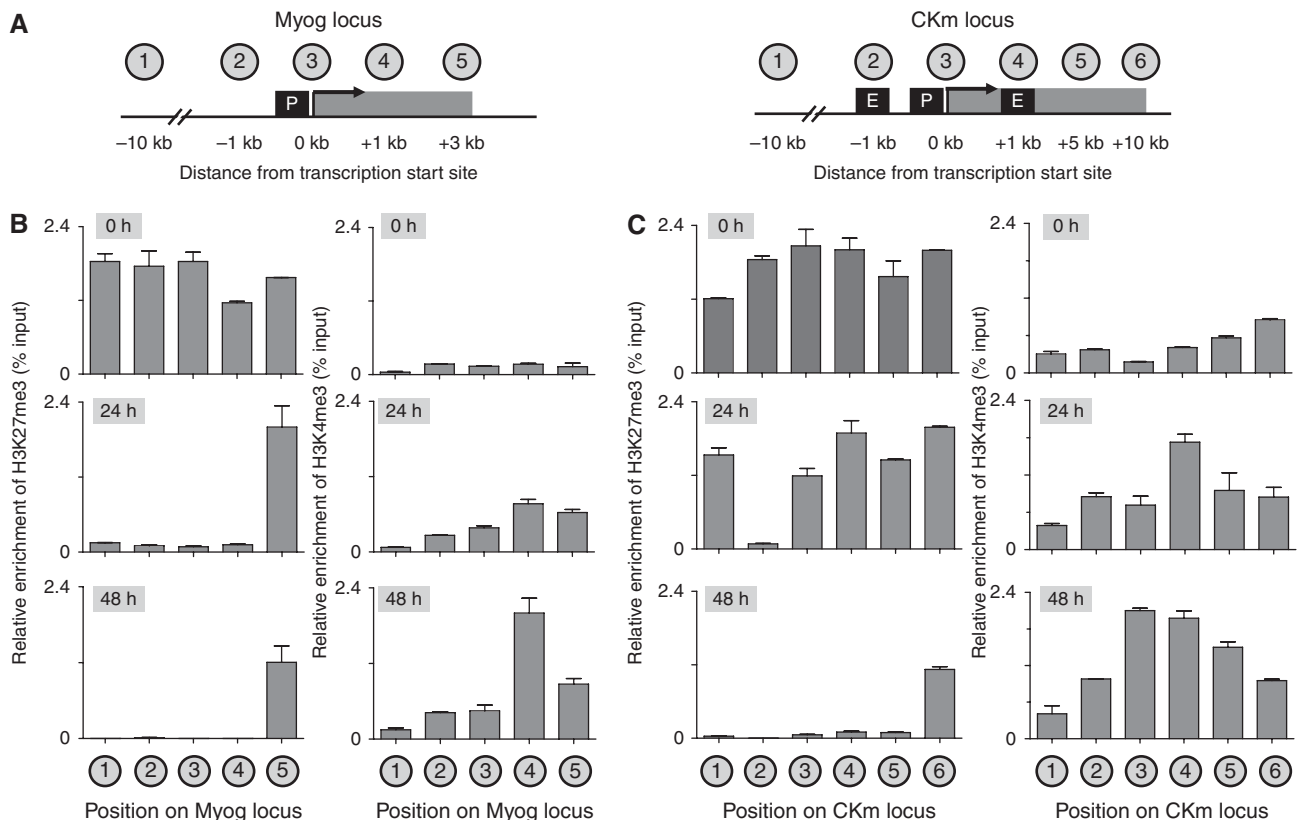 A
Myog locus
1 2 3 4 5
P
–10 kb –1 kb 0 kb +1 kb +3 kb
Distance from transcription start site
CKm locus
1 2 3 4 5 6
E P E
–10 kb –1 kb 0 kb +1 kb +5 kb +10 kb
Distance from transcription start site
B
Relative enrichment of H3K27me3 (% input)
2.4
0 h
0
2.4
24 h
0
2.4
48 h
0
1 2 3 4 5
Position on Myog locus
Relative enrichment of H3K4me3 (% input)
2.4
0 h
0
2.4
24 h
0
2.4
48 h
0
1 2 3 4 5
Position on Myog locus
C
Relative enrichment of H3K27me3 (% input)
2.4
0 h
0
2.4
24 h
0
2.4
48 h
0
1 2 3 4 5 6
Position on CKm locus
Relative enrichment of H3K4me3 (% input)
2.4
0 h
0
2.4
24 h
0
2.4
48 h
0
1 2 3 4 5 6
Position on CKm locus